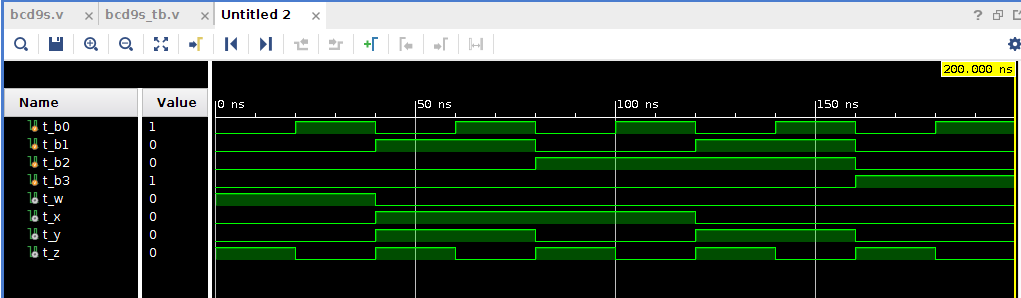 bcd9s.v × bcd9s_tb.v × Untitled 2 ×
?
200.000 ns
Name Value
0 ns 50 ns 100 ns 150 ns
t_b0 1
t_b1 0
t_b2 0
t_b3 1
t_w 0
t_x 0
t_y 0
t_z 0